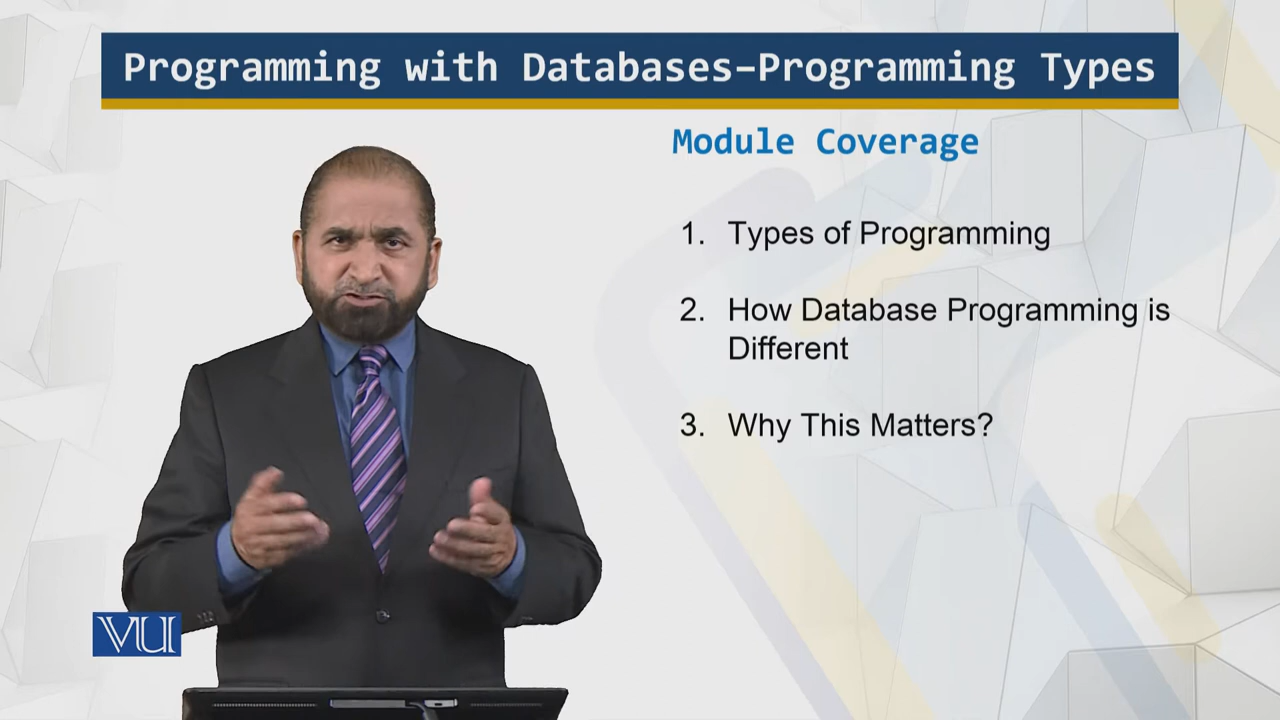 Programming with Databases–Programming Types
Module Coverage
1. Types of Programming
2. How Database Programming is
Different
3. Why This Matters?
VU